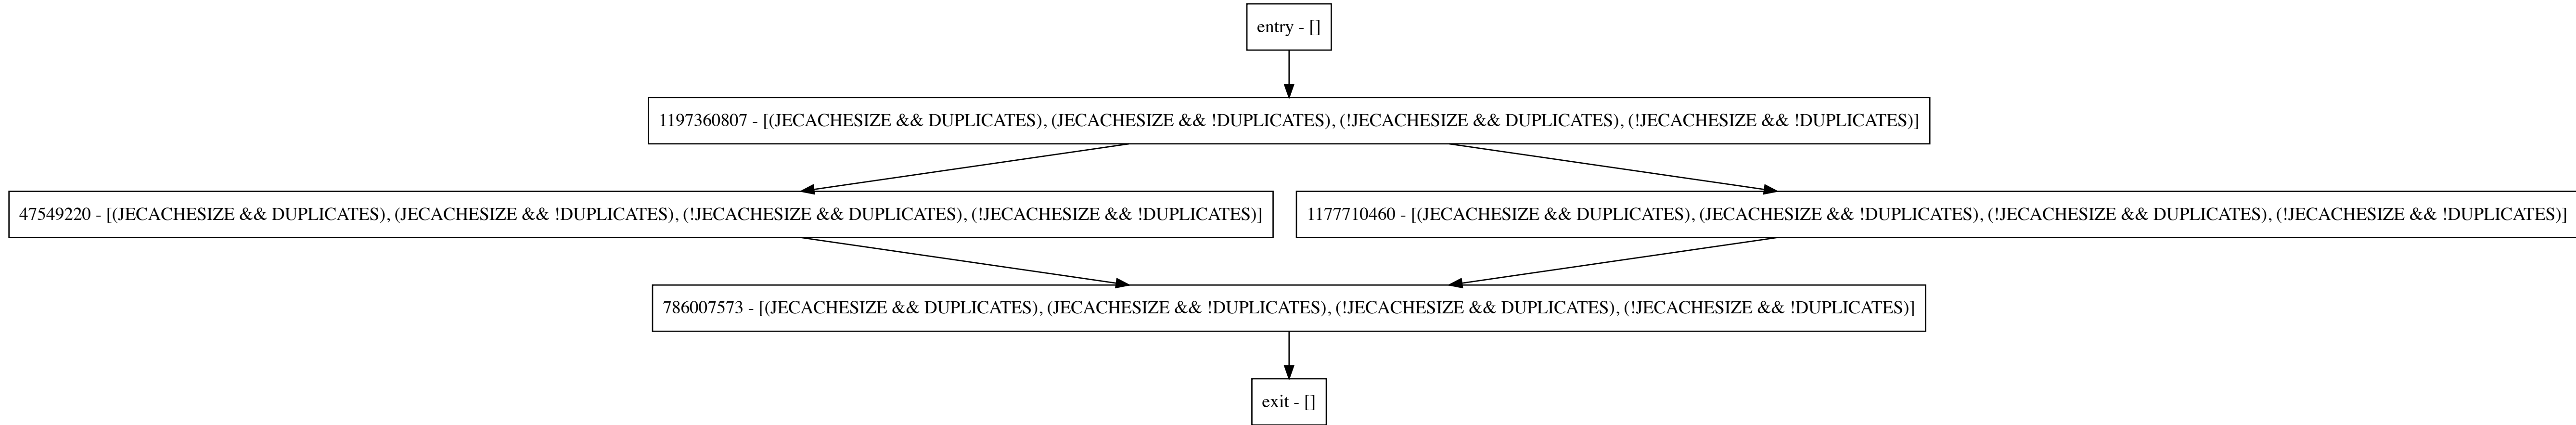 entry - []
1197360807 - [(JECACHESIZE && DUPLICATES), (JECACHESIZE && !DUPLICATES), (!JECACHESIZE && DUPLICATES), (!JECACHESIZE && !DUPLICATES)]
47549220 - [(JECACHESIZE && DUPLICATES), (JECACHESIZE && !DUPLICATES), (!JECACHESIZE && DUPLICATES), (!JECACHESIZE && !DUPLICATES)]
1177710460 - [(JECACHESIZE && DUPLICATES), (JECACHESIZE && !DUPLICATES), (!JECACHESIZE && DUPLICATES), (!JECACHESIZE && !DUPLICATES)]
786007573 - [(JECACHESIZE && DUPLICATES), (JECACHESIZE && !DUPLICATES), (!JECACHESIZE && DUPLICATES), (!JECACHESIZE && !DUPLICATES)]
exit - []